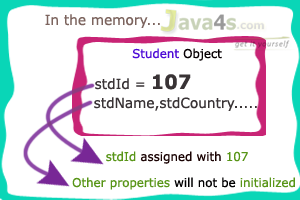 In the memory...
Java4s.com
get it yourself
Student Object
stdId = 107
stdName,stdCountry.....
stdId assigned with 107
Other properties will not be initialized